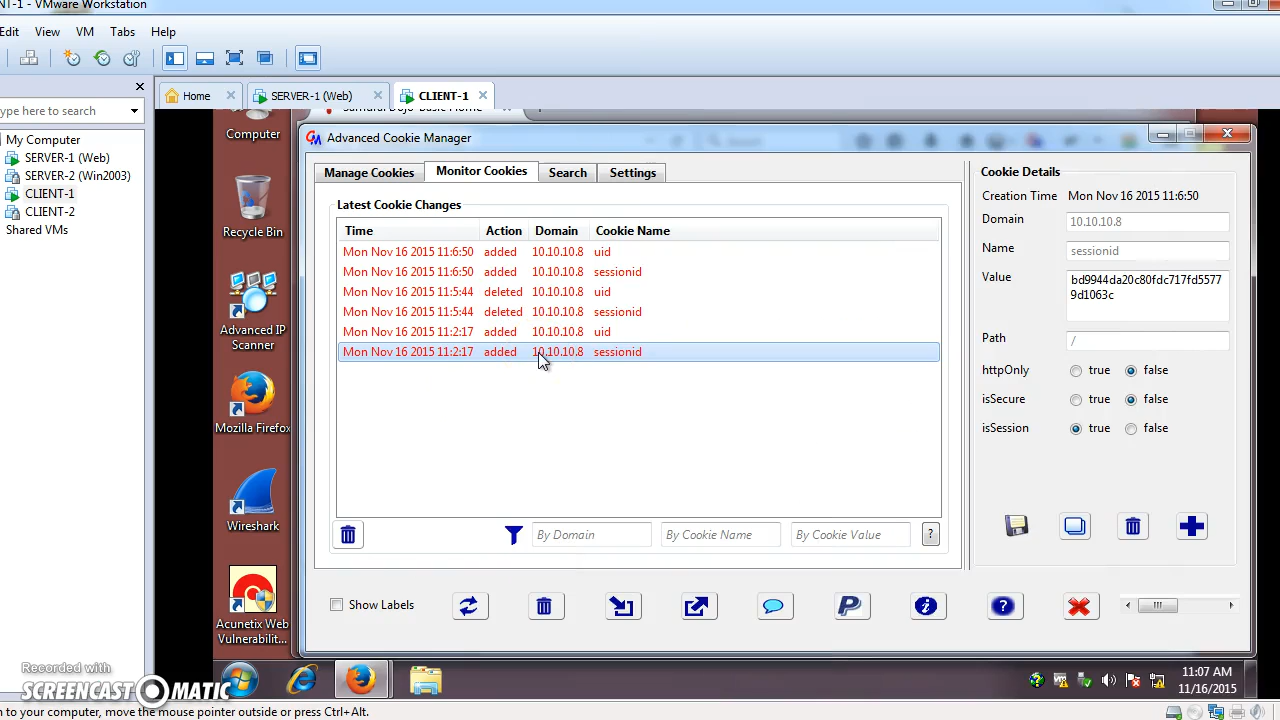 NT-1 - VMware Workstation
Edit View VM Tabs Help
ype here to search
Home SERVER-1 (Web) CLIENT-1
My Computer
SERVER-1 (Web)
SERVER-2 (Win2003)
CLIENT-1
CLIENT-2
Shared VMs
Computer
Recycle Bin
Advanced IP
Scanner
Mozilla Firefox
Wireshark
Acunetix Web
Vulnerabilit...
Advanced Cookie Manager
Manage Cookies Monitor Cookies Search Settings
Latest Cookie Changes
Time Action Domain Cookie Name
Mon Nov 16 2015 11:6:50 added 10.10.10.8 uid
Mon Nov 16 2015 11:6:50 added 10.10.10.8 sessionid
Mon Nov 16 2015 11:5:44 deleted 10.10.10.8 uid
Mon Nov 16 2015 11:5:44 deleted 10.10.10.8 sessionid
Mon Nov 16 2015 11:2:17 added 10.10.10.8 uid
Mon Nov 16 2015 11:2:17 added 10.10.10.8 sessionid
By Domain By Cookie Name By Cookie Value ?
Show Labels
Cookie Details
Creation Time Mon Nov 16 2015 11:6:50
Domain 10.10.10.8
Name sessionid
Value bd9944da20c80fdc717fd5577
9d1063c
Path /
httpOnly true false
isSecure true false
isSession true false
11:07 AM
11/16/2015
Recorded with
SCREENCAST MATIC
n to your computer, move the mouse pointer outside or press Ctrl+Alt.